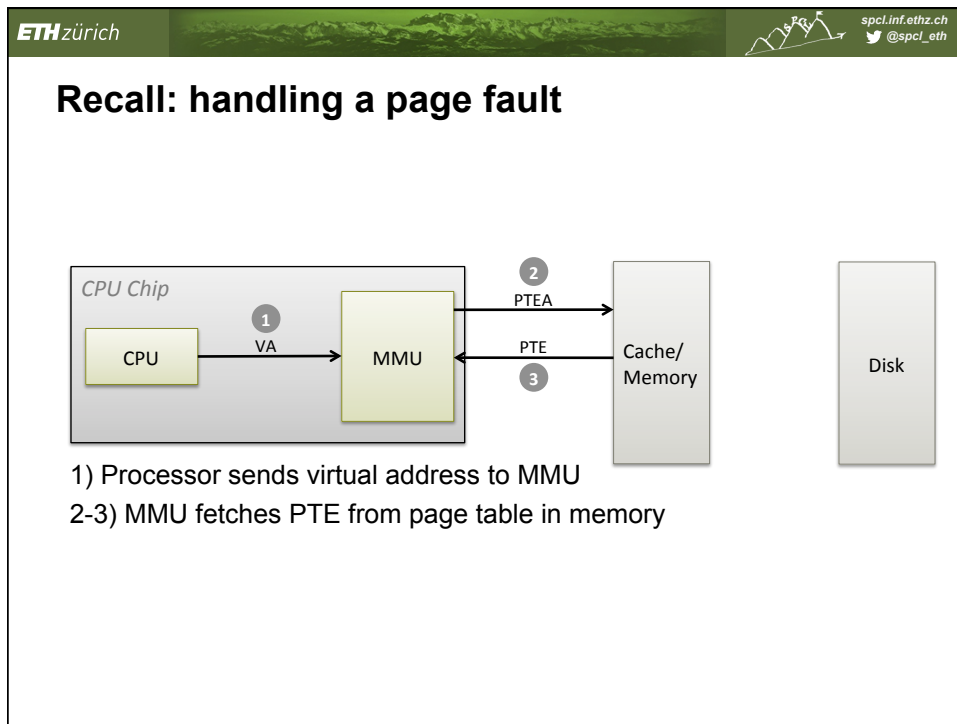 ETH zürich
spcl.inf.ethz.ch
@spcl_eth
Recall: handling a page fault
CPU Chip
CPU
1
VA
MMU
2
PTEA
PTE
3
Cache/
Memory
Disk
1) Processor sends virtual address to MMU
2-3) MMU fetches PTE from page table in memory